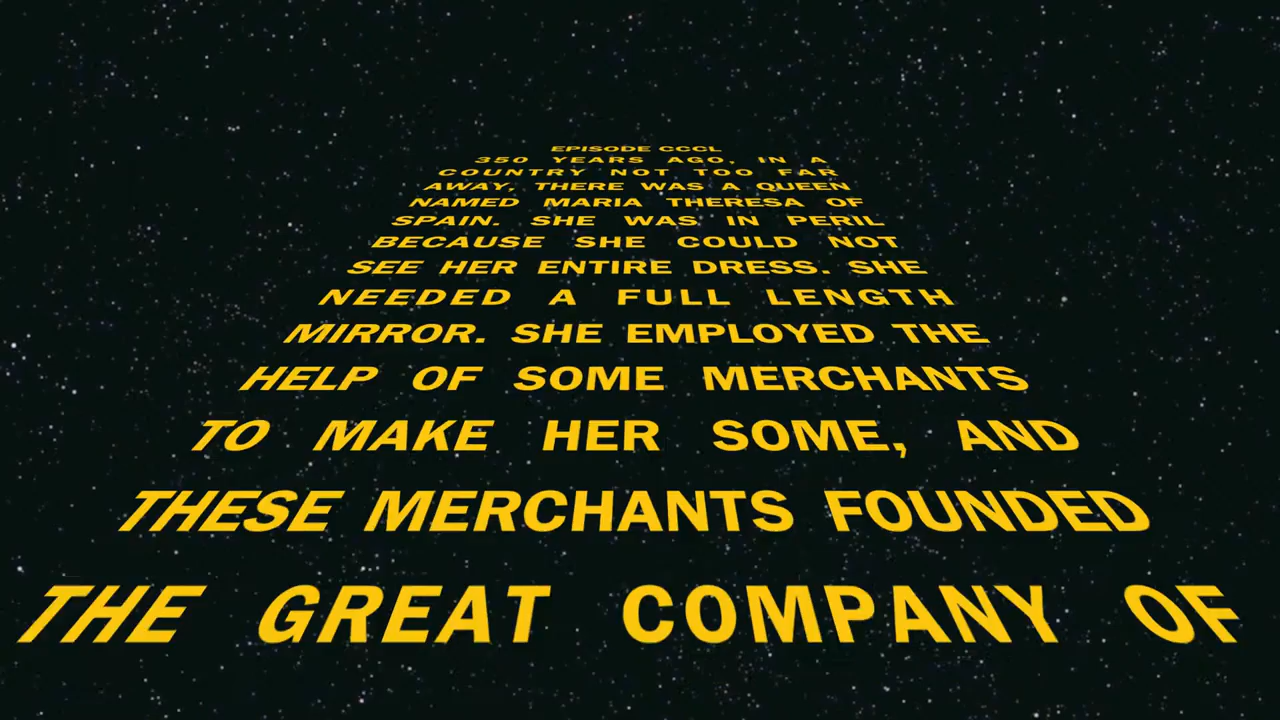 EPISODE CCCL
350 YEARS AGO, IN A
COUNTRY NOT TOO FAR
AWAY, THERE WAS A QUEEN
NAMED MARIA THERESA OF
SPAIN. SHE WAS IN PERIL
BECAUSE SHE COULD NOT
SEE HER ENTIRE DRESS. SHE
NEEDED A FULL LENGTH
MIRROR. SHE EMPLOYED THE
HELP OF SOME MERCHANTS
TO MAKE HER SOME, AND
THESE MERCHANTS FOUNDED
THE GREAT COMPANY OF